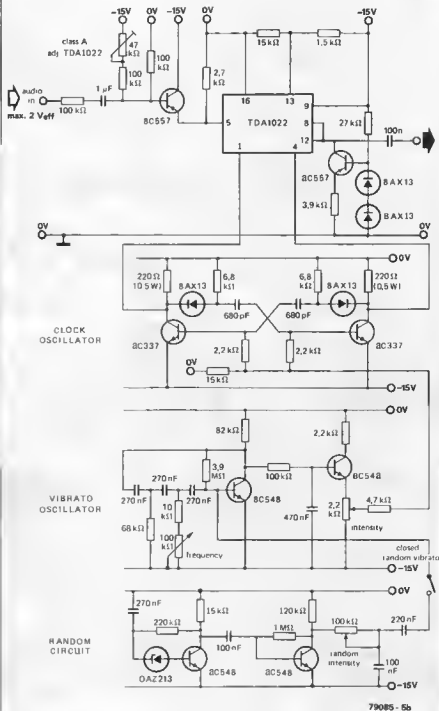 class A
adj TDA1022
-15V
0V
-15V
0V
-15V
47
kΩ
100
kΩ
100
kΩ
2,7
kΩ
15 kΩ
1,5 kΩ
audio
in
max. 2 Veff
100 kΩ
1 µF
BC557
16
13
5
TDA1022
9
8
12
1
4
27 kΩ
100n
BC557
BAX13
3,9 kΩ
BAX13
0V
0V
0V
220Ω
(0.5W)
BAX13
6,8
kΩ
6,8
kΩ
BAX13
220Ω
(0,5W)
680 pF
680 pF
CLOCK
OSCILLATOR
BC337
BC337
2,2 kΩ
2,2 kΩ
0V
15 kΩ
-15V
0V
82 kΩ
2,2 kΩ
3,9
MΩ
100 kΩ
BC548
BC548
VIBRATO
OSCILLATOR
270 nF
270 nF
270 nF
10
kΩ
68 kΩ
100
kΩ
frequency
470 nF
2,2
kΩ
4,7 kΩ
intensity
closed
random vibrato
-15V
0V
270 nF
15 kΩ
120 kΩ
220 kΩ
1 MΩ
100 kΩ
220 nF
RANDOM
CIRCUIT
100 nF
random
intensity
100
nF
OAZ213
BC548
BC548
-15V
79085 - 5b